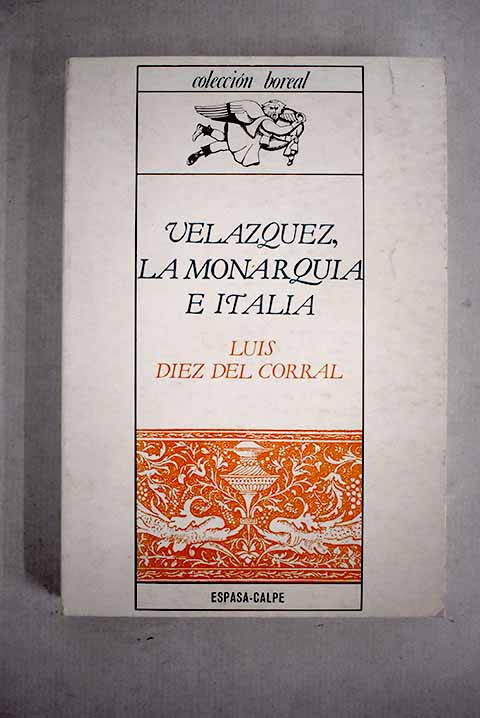 colección boreal
VELAZQUEZ,
LA MONARQUIA
E ITALIA
LUIS
DIEZ DEL CORRAL
ESPASA-CALPE